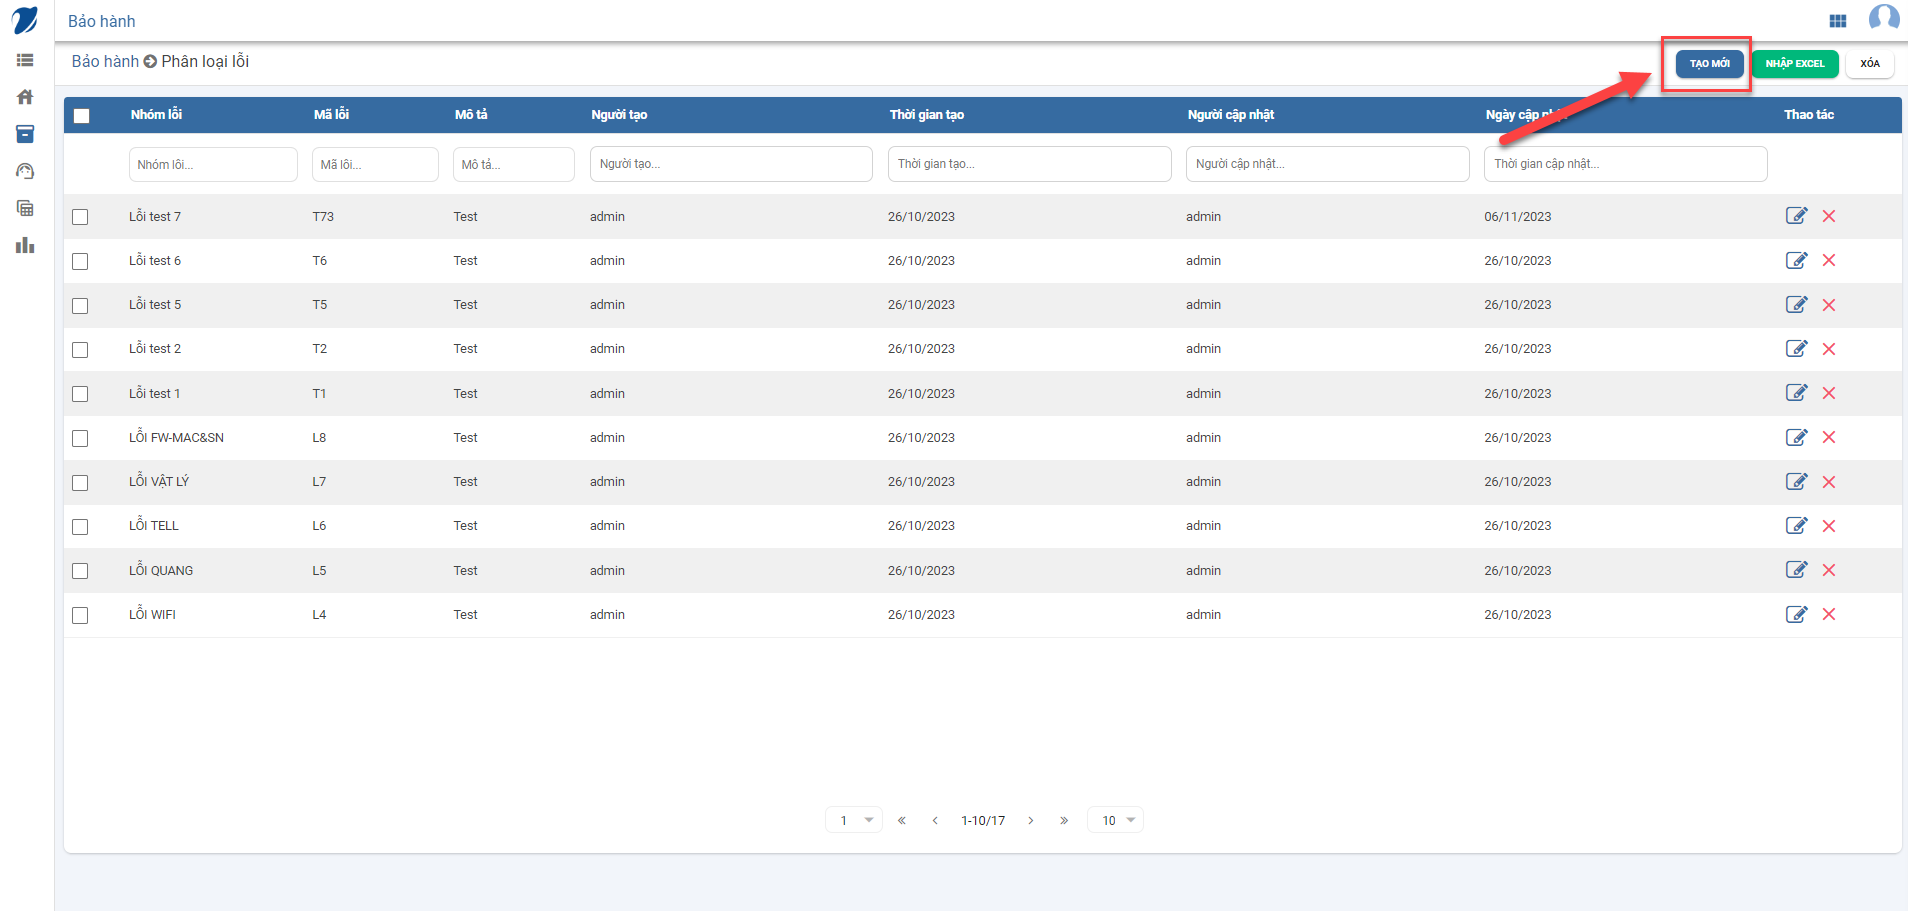 Bảo hành
Bảo hành Phân loại lỗi
TẠO MỚI NHẬP EXCEL XÓA
Nhóm lỗi Mã lỗi Mô tả Người tạo Thời gian tạo Người cập nhật Ngày cập Thao tác
Nhóm lỗi... Mã lỗi... Mô tả... Người tạo... Thời gian tạo... Người cập nhật... Thời gian cập nhật...
Lỗi test 7 T73 Test admin 26/10/2023 admin 06/11/2023
Lỗi test 6 T6 Test admin 26/10/2023 admin 26/10/2023
Lỗi test 5 T5 Test admin 26/10/2023 admin 26/10/2023
Lỗi test 2 T2 Test admin 26/10/2023 admin 26/10/2023
Lỗi test 1 T1 Test admin 26/10/2023 admin 26/10/2023
LỖI FW-MAC&SN L8 Test admin 26/10/2023 admin 26/10/2023
LỖI VẬT LÝ L7 Test admin 26/10/2023 admin 26/10/2023
LỖI TELL L6 Test admin 26/10/2023 admin 26/10/2023
LỖI QUANG L5 Test admin 26/10/2023 admin 26/10/2023
LỖI WIFI L4 Test admin 26/10/2023 admin 26/10/2023
1 « ‹ 1-10/17 › » 10